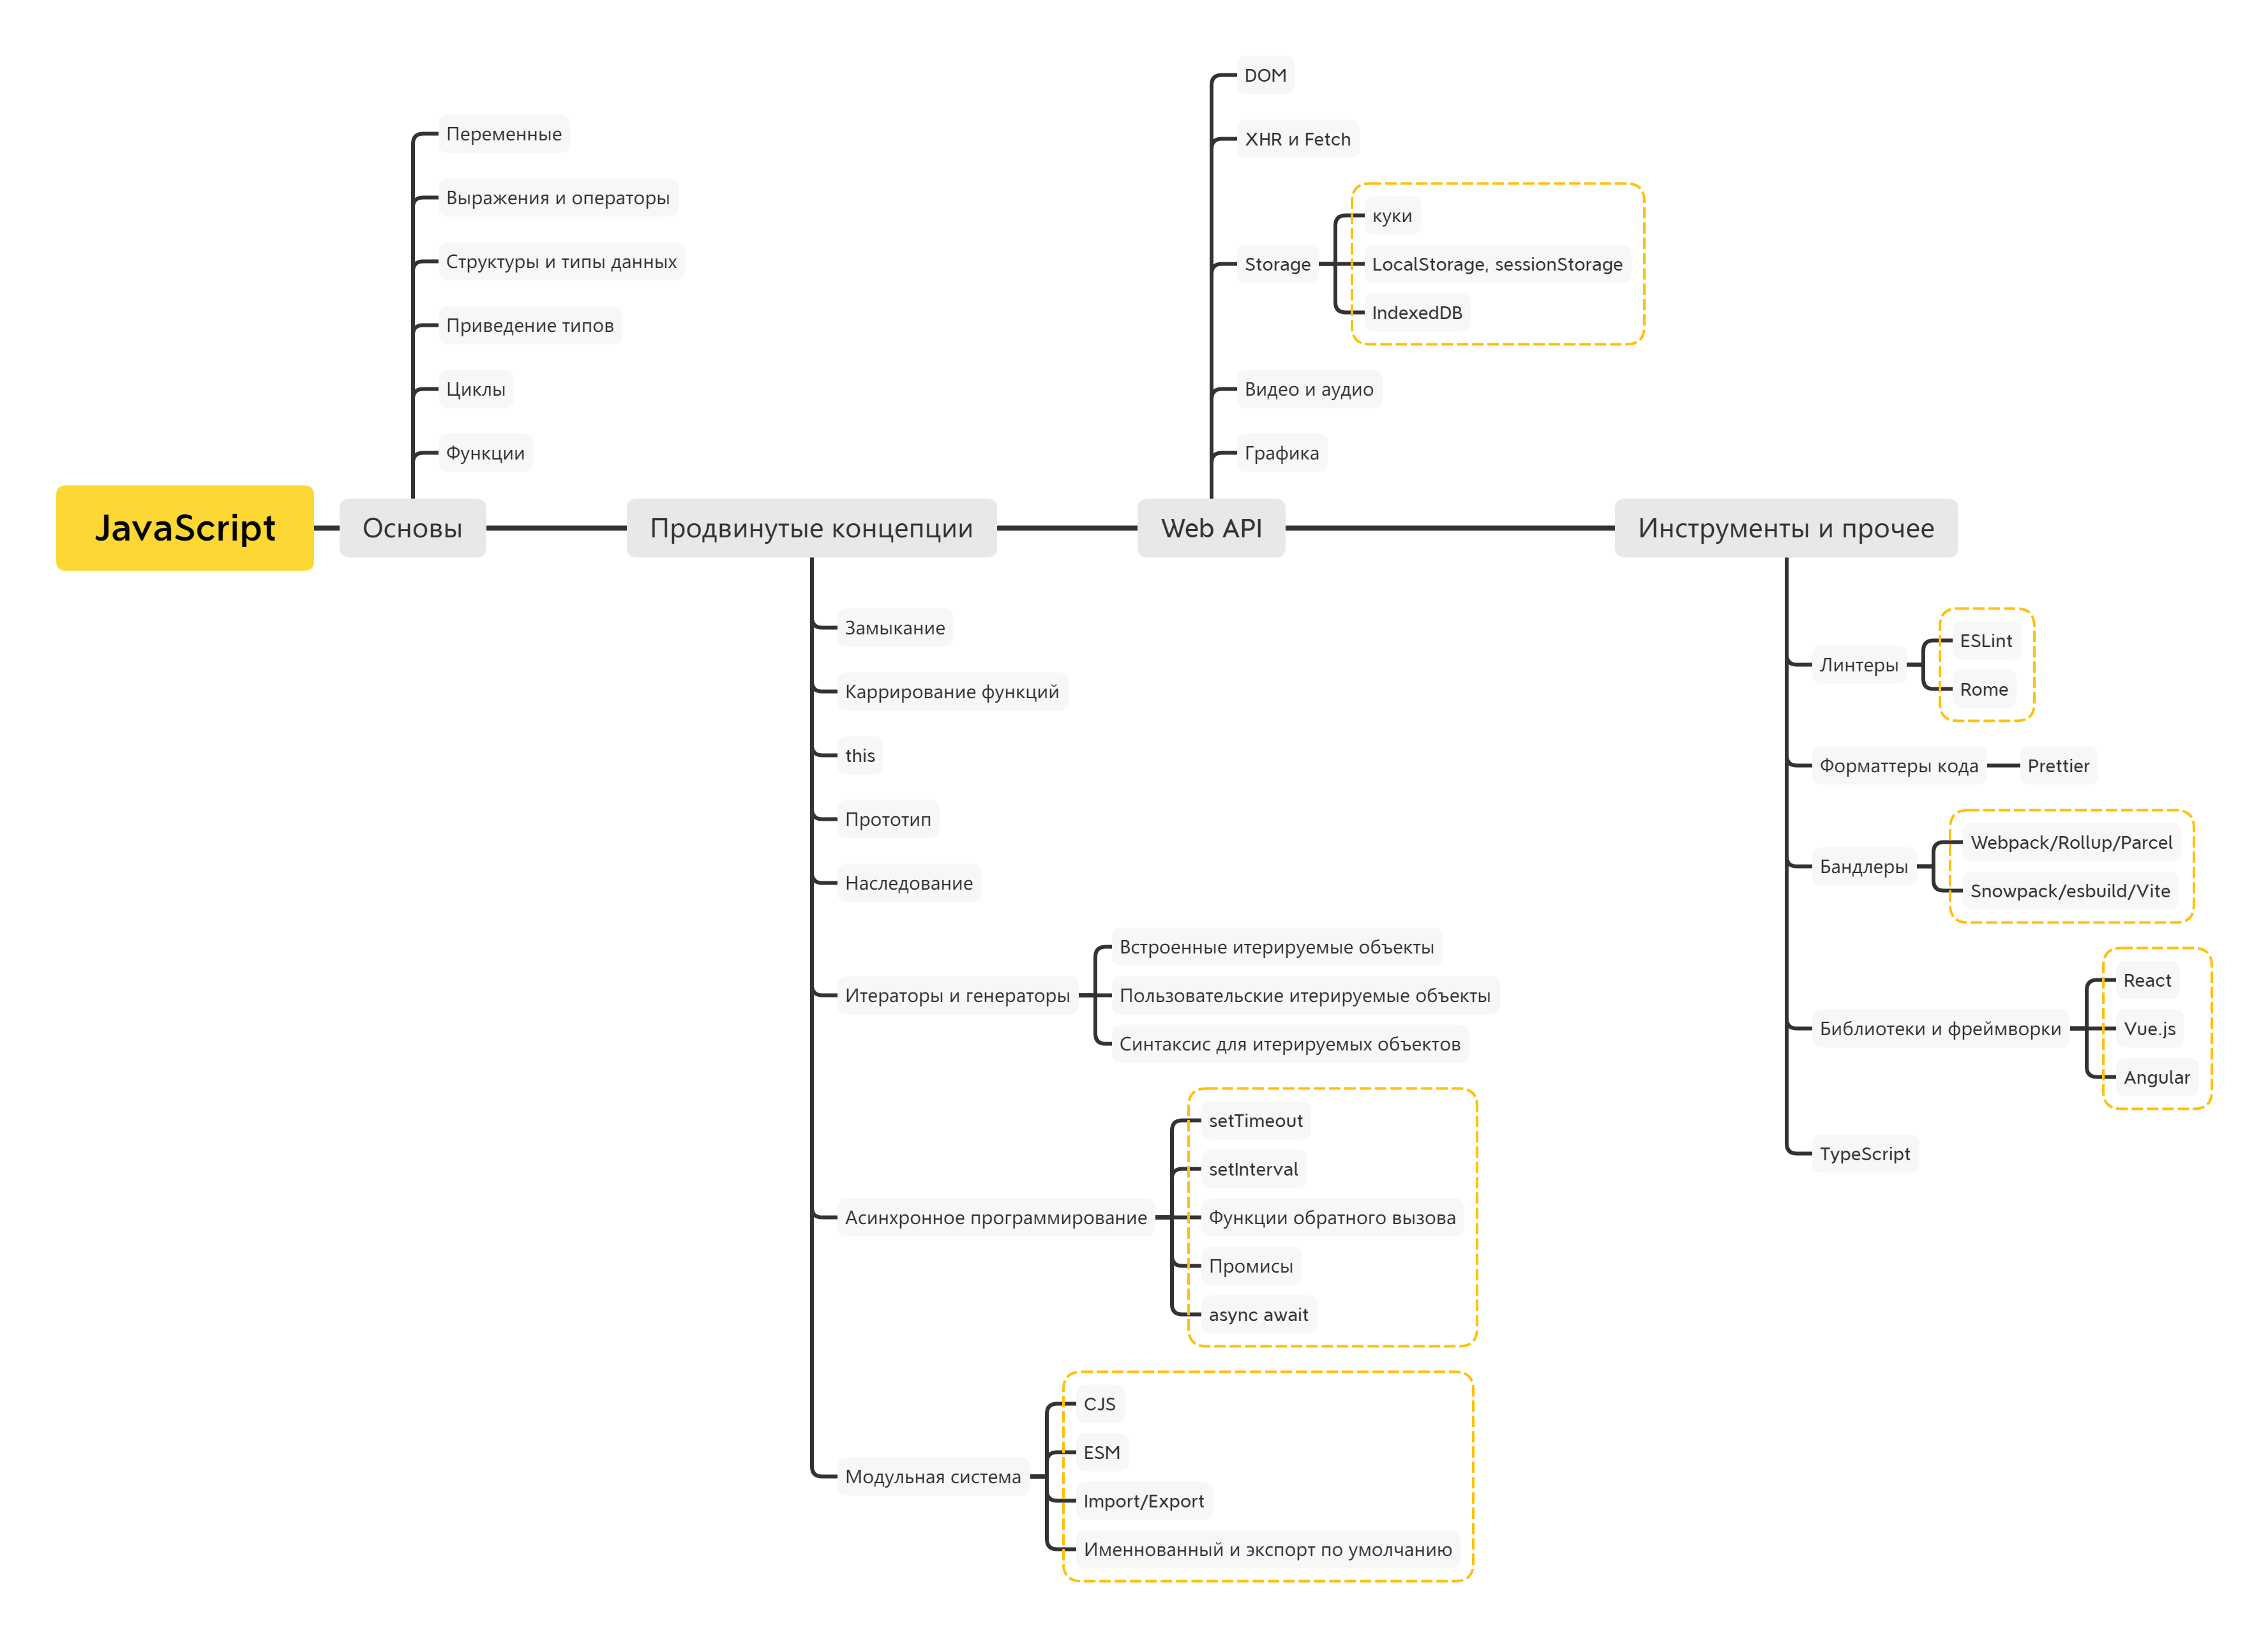 JavaScript
Основы
Переменные
Выражения и операторы
Структуры и типы данных
Приведение типов
Циклы
Функции
Продвинутые концепции
Замыкание
Каррирование функций
this
Прототип
Наследование
Итераторы и генераторы
Встроенные итерируемые объекты
Пользовательские итерируемые объекты
Синтаксис для итерируемых объектов
Асинхронное программирование
setTimeout
setInterval
Функции обратного вызова
Промисы
async await
Модульная система
CJS
ESM
Import/Export
Именнованный и экспорт по умолчанию
Web API
DOM
XHR и Fetch
Storage
куки
LocalStorage, sessionStorage
IndexedDB
Видео и аудио
Графика
Инструменты и прочее
Линтеры
ESLint
Rome
Форматтеры кода
Prettier
Бандлеры
Webpack/Rollup/Parcel
Snowpack/esbuild/Vite
Библиотеки и фреймворки
React
Vue.js
Angular
TypeScript